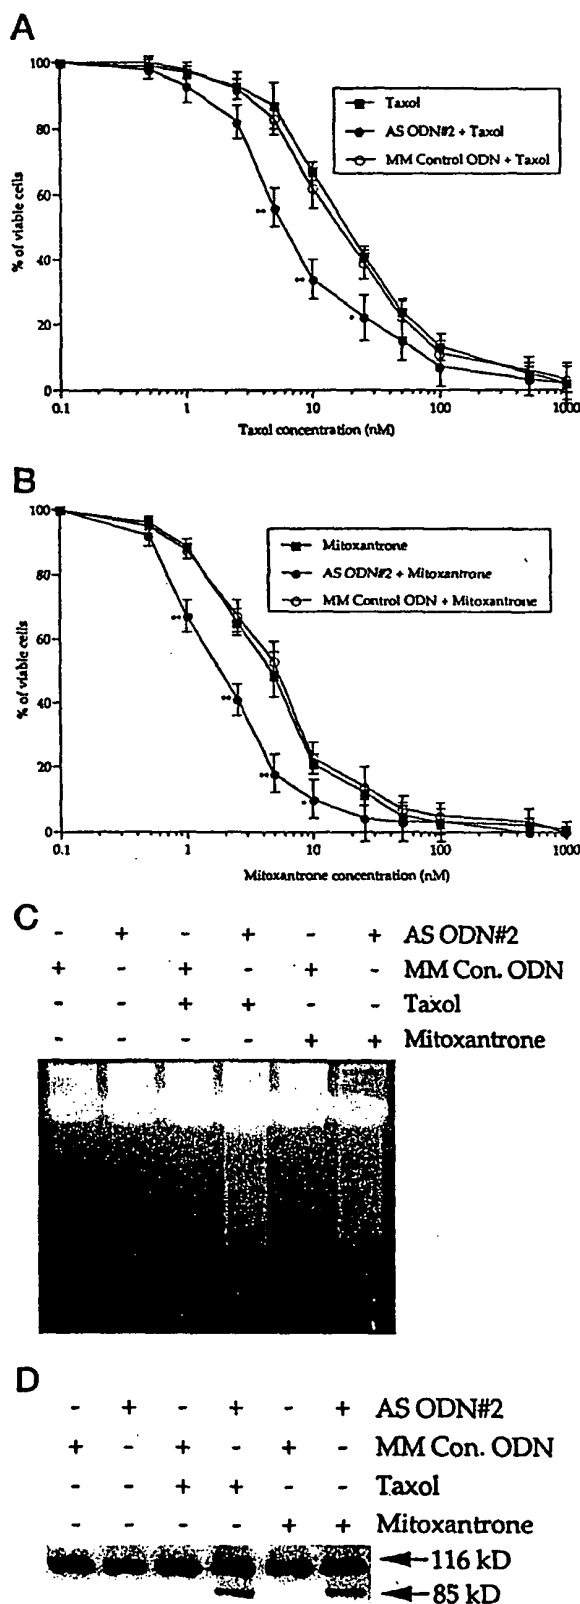 A
100
80
60
40
20
0
% of viable cells
Taxol
AS ODN#2 + Taxol
MM Control ODN + Taxol
**
**
*
0.1 1 10 100 1000
Taxol concentration (nM)
B
100
80
60
40
20
0
% of viable cells
Mitoxantrone
AS ODN#2 + Mitoxantrone
MM Control ODN + Mitoxantrone
**
**
**
*
0.1 1 10 100 1000
Mitoxantrone concentration (nM)
C
- + - + - + AS ODN#2
+ - + - + - MM Con. ODN
- - + + - - Taxol
- - - - + + Mitoxantrone
D
- + - + - + AS ODN#2
+ - + - + - MM Con. ODN
- - + + - - Taxol
- - - - + + Mitoxantrone
116 kD
85 kD